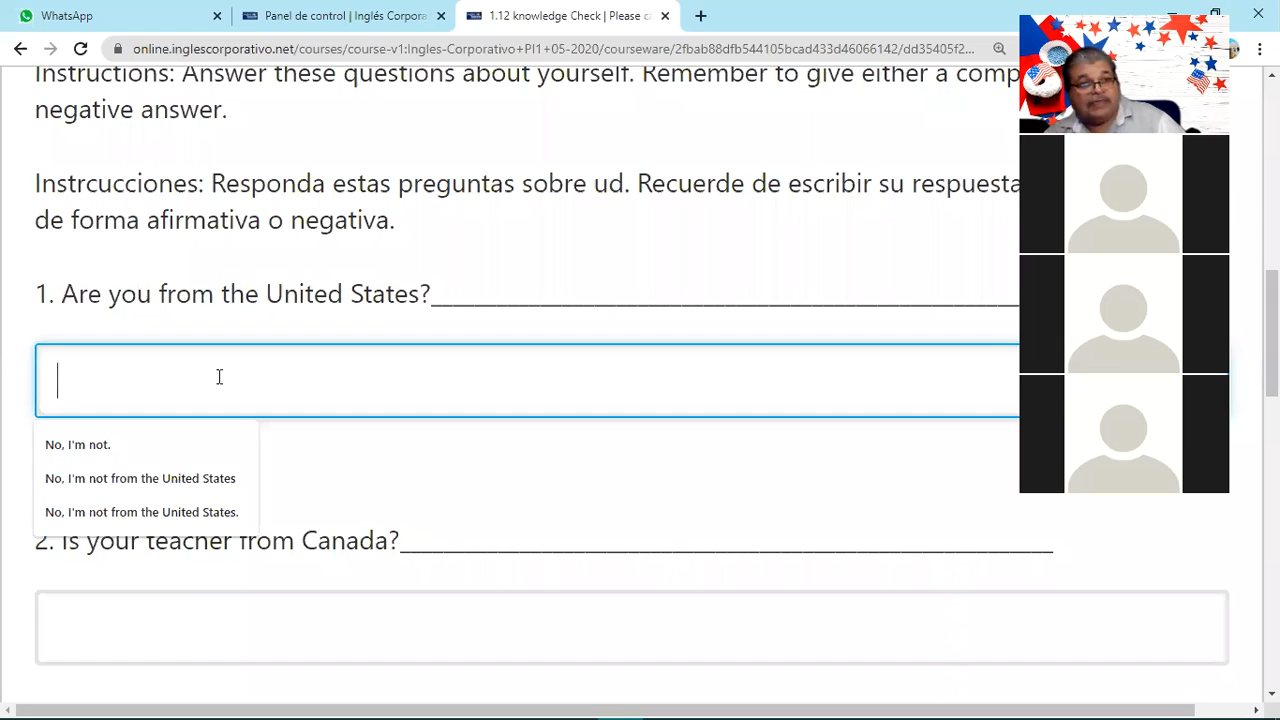 WhatsApp
Panel de control | Inglés Corpora
1.12 knowledge Check | Please c
online.inglescorporativo.net/courses/course-v1:Ingles-Corporativo+PI1+05-2020/courseware/
Instructions: Answer these questions about yourself. Remember to give either a comp
negative answer.
Instrcucciones: Responda estas preguntas sobre ud. Recuerde de escribir su respuesta
de forma afirmativa o negativa.
1. Are you from the United States?
No, I'm not.
No, I'm not from the United States
No, I'm not from the United States.
2. Is your teacher from Canada?